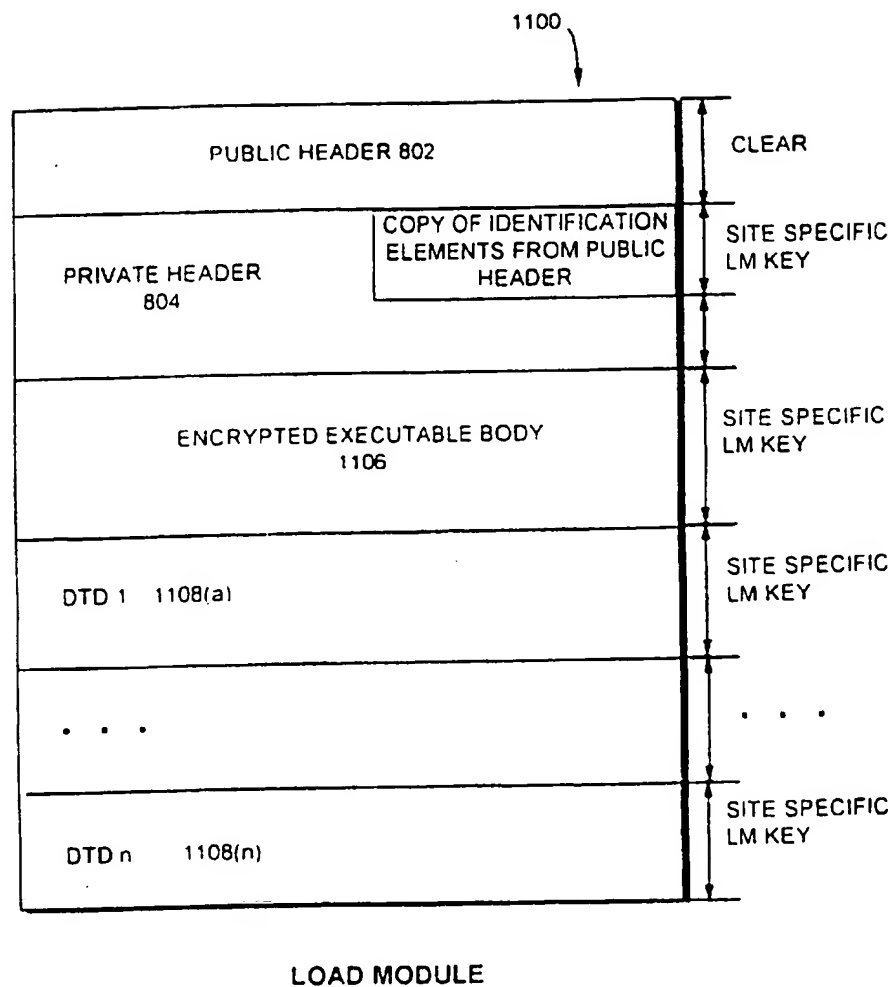 1100
PUBLIC HEADER 802
CLEAR
COPY OF IDENTIFICATION
ELEMENTS FROM PUBLIC
HEADER
SITE SPECIFIC
LM KEY
PRIVATE HEADER
804
ENCRYPTED EXECUTABLE BODY
1106
SITE SPECIFIC
LM KEY
DTD 1 1108(a)
SITE SPECIFIC
LM KEY
. . .
. . .
DTD n 1108(n)
SITE SPECIFIC
LM KEY
LOAD MODULE